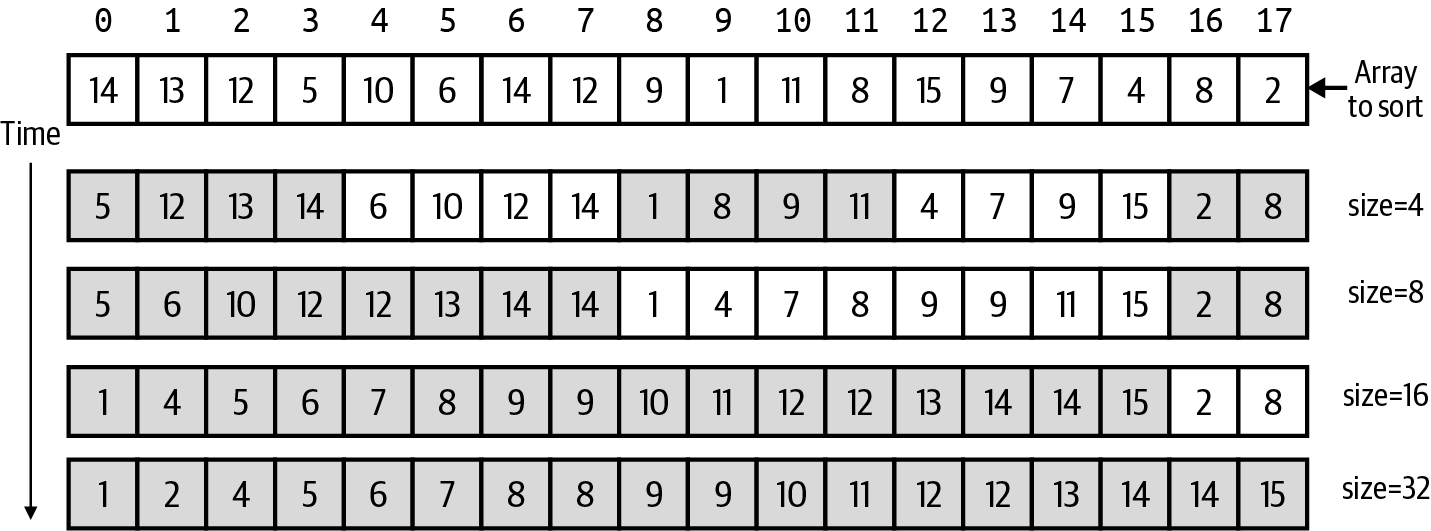 0 1 2 3 4 5 6 7 8 9 10 11 12 13 14 15 16 17
14 13 12 5 10 6 14 12 9 1 11 8 15 9 7 4 8 2
Array
to sort
Time
5 12 13 14 6 10 12 14 1 8 9 11 4 7 9 15 2 8 size=4
5 6 10 12 12 13 14 14 1 4 7 8 9 9 11 15 2 8 size=8
1 4 5 6 7 8 9 9 10 11 12 12 13 14 14 15 2 8 size=16
1 2 4 5 6 7 8 8 9 9 10 11 12 12 13 14 14 15 size=32